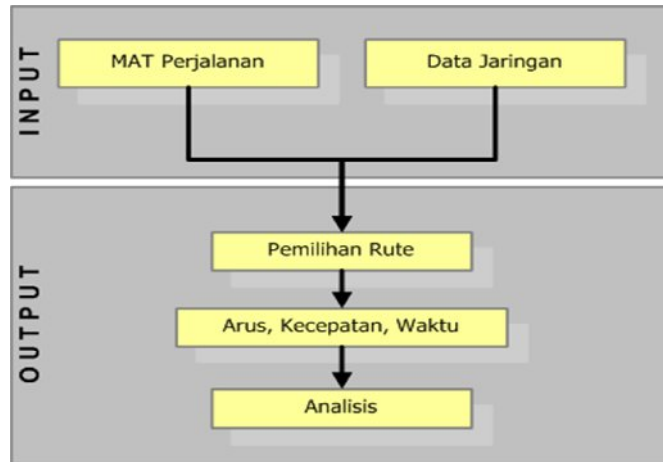 INPUT
MAT Perjalanan
Data Jaringan
OUTPUT
Pemilihan Rute
Arus, Kecepatan, Waktu
Analisis